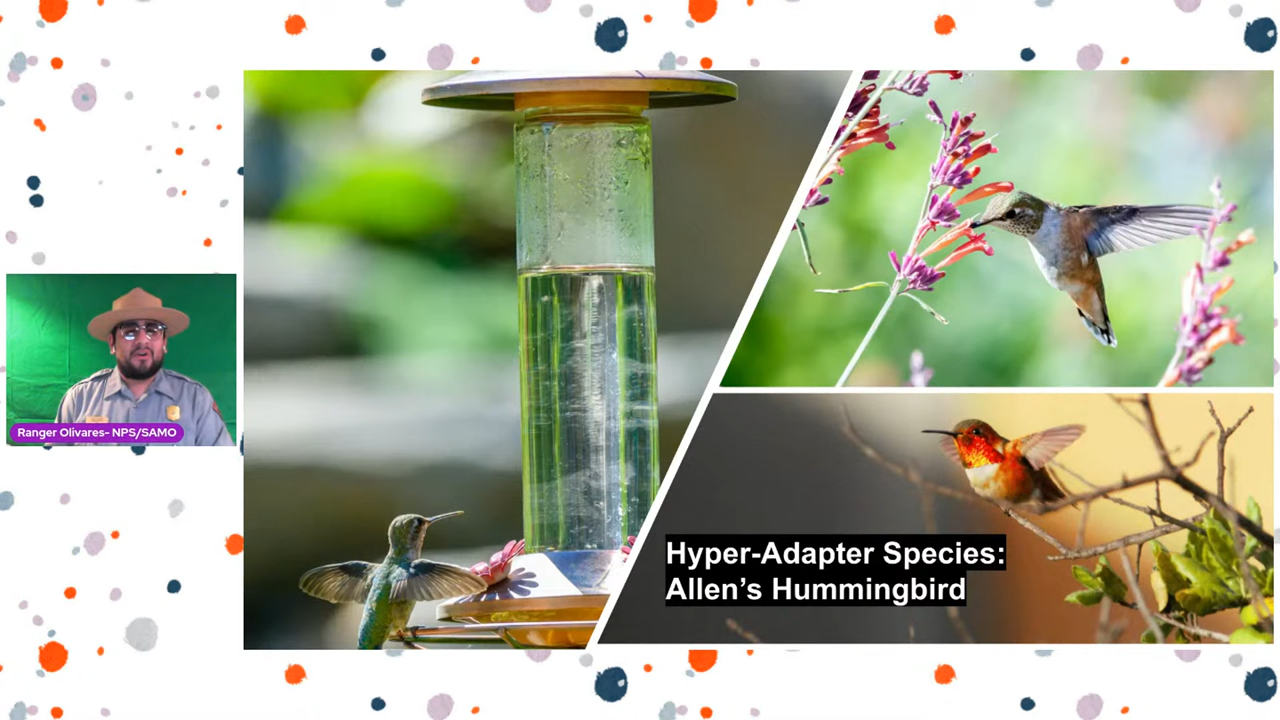 Ranger Olivares- NPS/SAMO
Hyper-Adapter Species:
Allen's Hummingbird